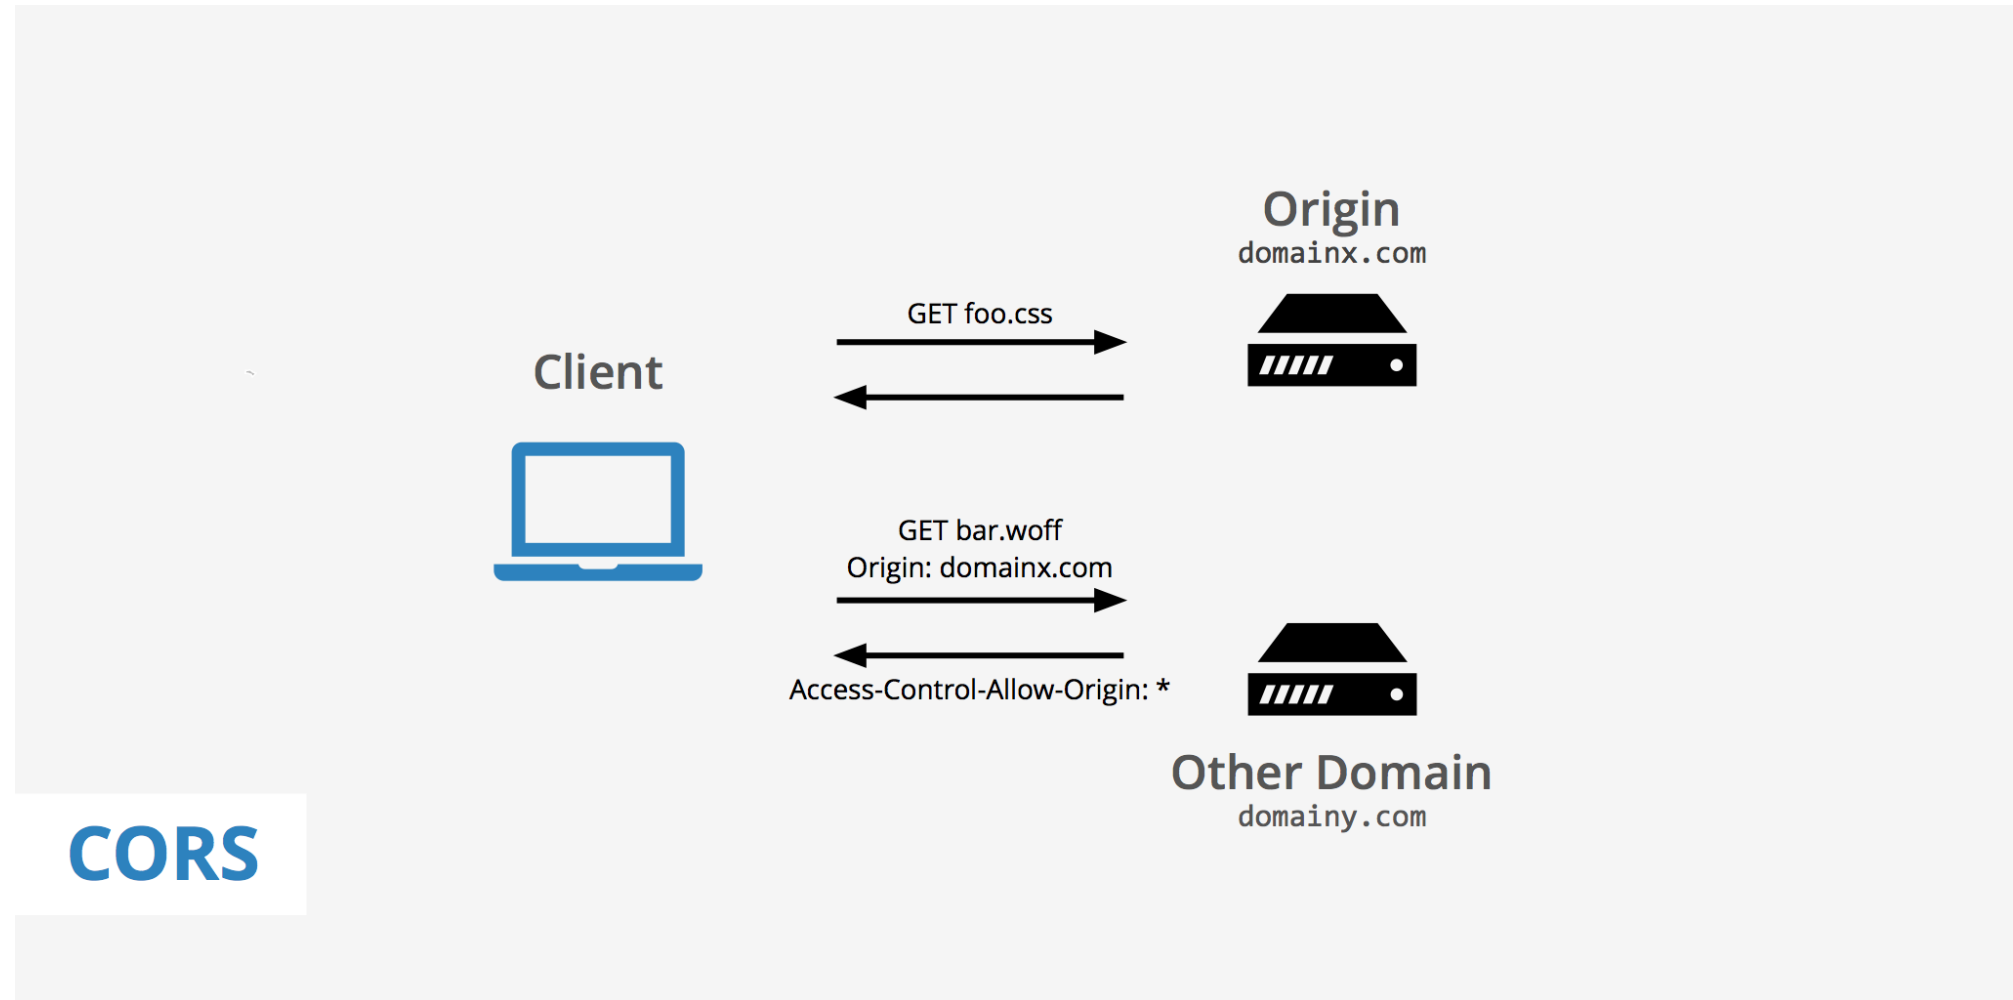 Origin
domainx.com
GET foo.css
Client
GET bar.woff
Origin: domainx.com
Access-Control-Allow-Origin: *
Other Domain
domainy.com
CORS